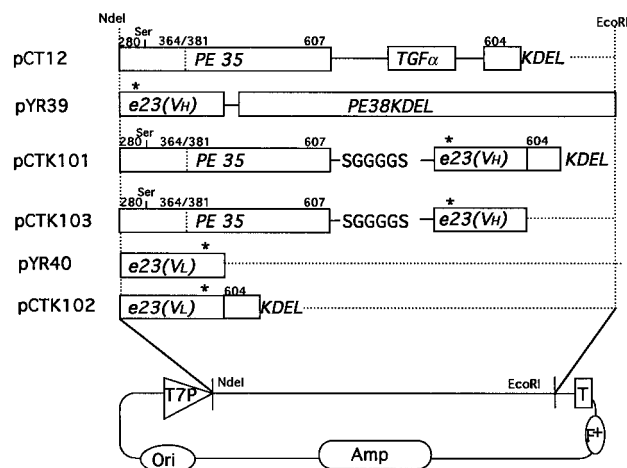 NdeI EcoRI
pCT12 280 Ser 364/381 PE 35 607 TGFα 604 KDEL
pYR39 * e23(VH) PE38KDEL
pCTK101 280 Ser 364/381 PE 35 607 SGGGGS * e23(VH) 604 KDEL
pCTK103 280 Ser 364/381 PE 35 607 SGGGGS * e23(VH)
pYR40 e23(VL) *
pCTK102 e23(VL) * 604 KDEL
T7P NdeI EcoRI T
Ori Amp F+